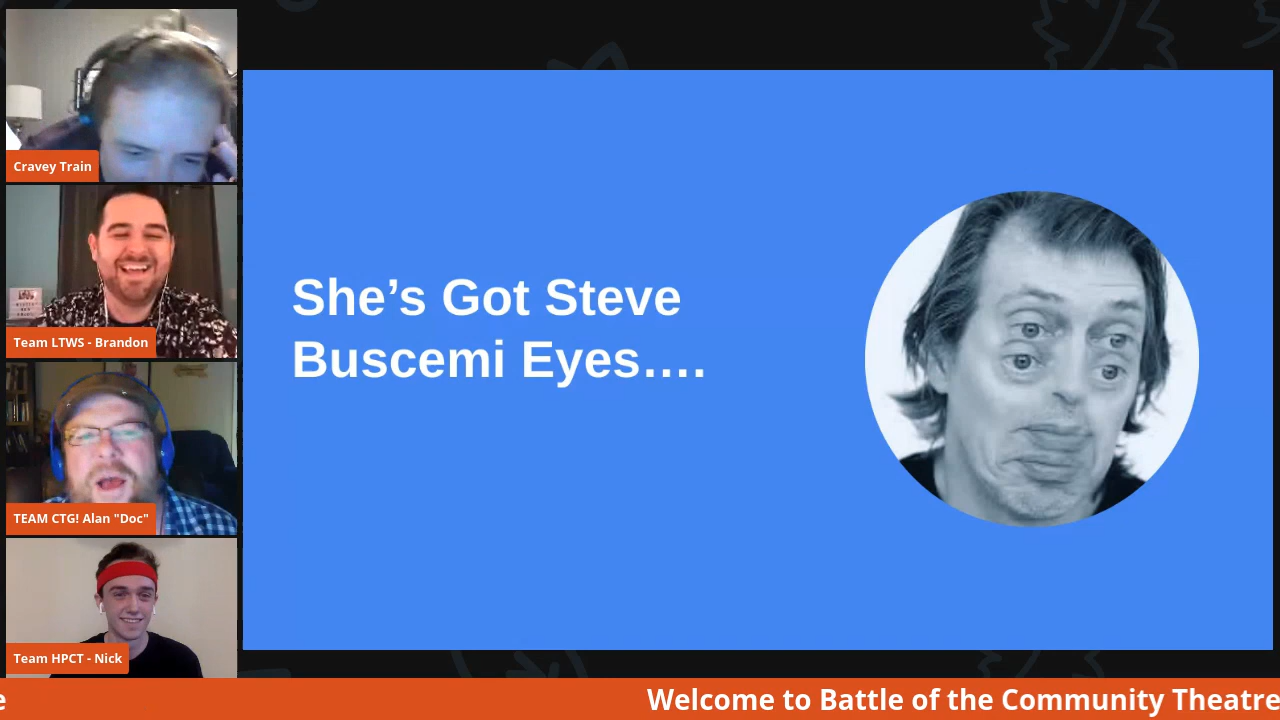 Cravey Train
Team LTWS - Brandon
TEAM CTG! Alan "Doc"
Team HPCT - Nick
She’s Got Steve
Buscemi Eyes….
e
Welcome to Battle of the Community Theatre